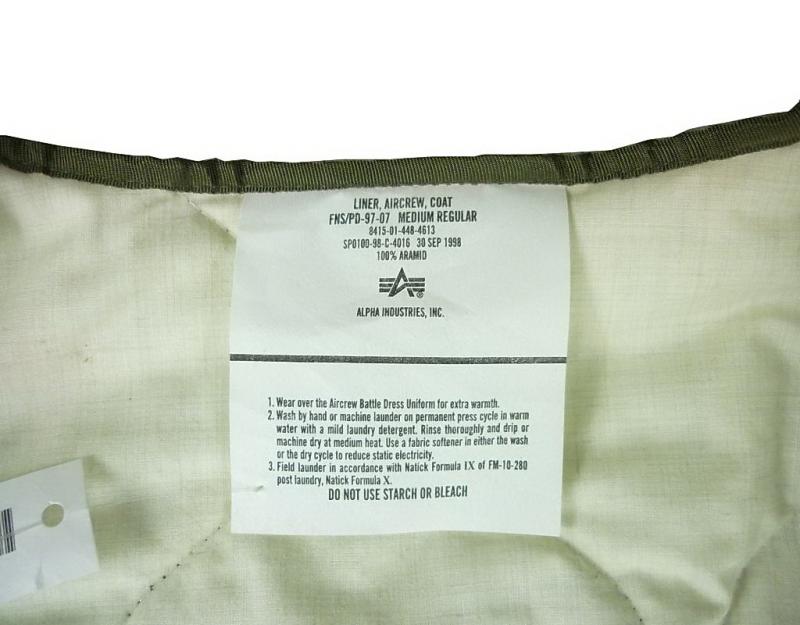 LINER, AIRCREW, COAT
FNS/PD-97-07 MEDIUM REGULAR
8415-01-448-4613
SPO100-98-C-4016 30 SEP 1998
100% ARAMID
ALPHA INDUSTRIES, INC.
1. Wear over the Aircrew Battle Dress Uniform for extra warmth.
2. Wash by hand or machine launder on permanent press cycle in warm
water with a mild laundry detergent. Rinse thoroughly and drip or
machine dry at medium heat. Use a fabric softener in either the wash
or the dry cycle to reduce static electricity.
3. Field launder in accordance with Natick Formula IX of FM-10-280
post laundry, Natick Formula X.
DO NOT USE STARCH OR BLEACH